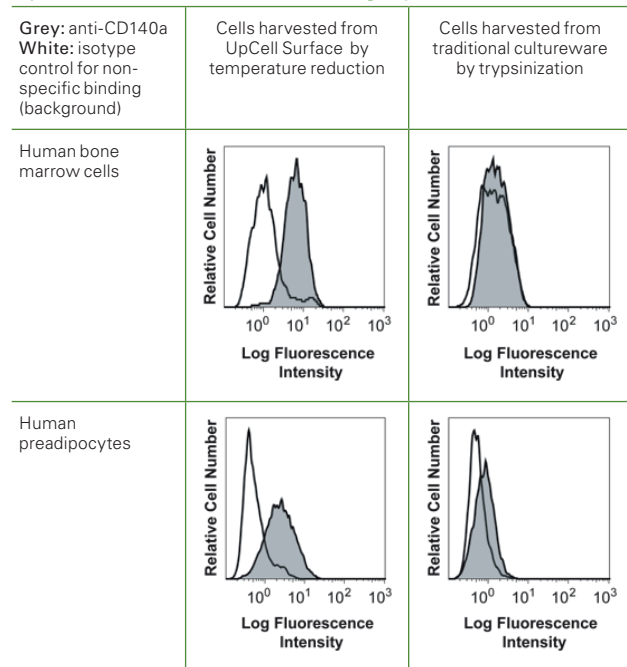 Grey: anti-CD140a
White: isotype
control for non-
specific binding
(background)
Cells harvested from
UpCell Surface by
temperature reduction
Cells harvested from
traditional cultureware
by trypsinization
Human bone
marrow cells
Relative Cell Number
10⁰ 10¹ 10² 10³
Log Fluorescence
Intensity
Relative Cell Number
10⁰ 10¹ 10² 10³
Log Fluorescence
Intensity
Human
preadipocytes
Relative Cell Number
10⁰ 10¹ 10² 10³
Log Fluorescence
Intensity
Relative Cell Number
10⁰ 10¹ 10² 10³
Log Fluorescence
Intensity